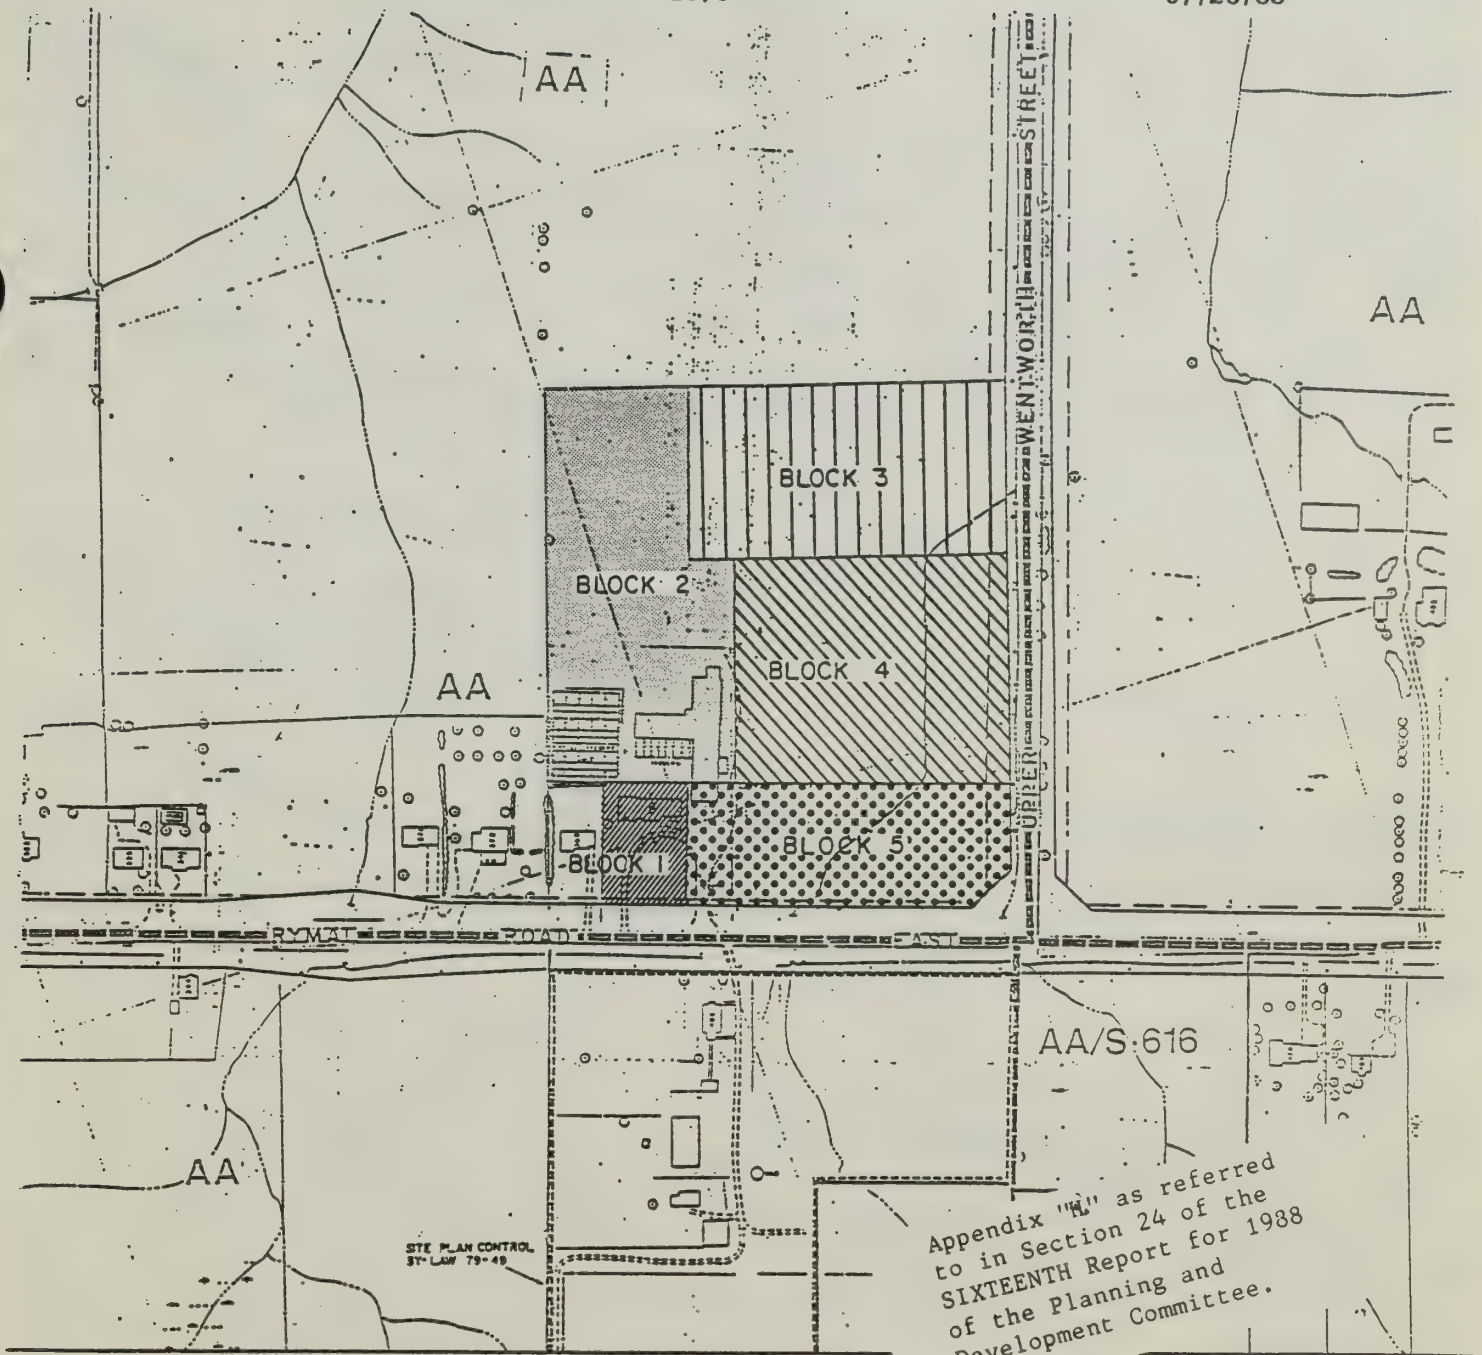 AA
STREET
WENTWORTH
UPPER
AA
BLOCK 3
BLOCK 2
BLOCK 4
AA
BLOCK 5
BLOCK 1
RYMAL ROAD EAST
AA/S:616
AA
SITE PLAN CONTROL
BY-LAW 79-49
Appendix "H" as referred
to in Section 24 of the
SIXTEENTH Report for 1988
of the Planning and
Development Committee.